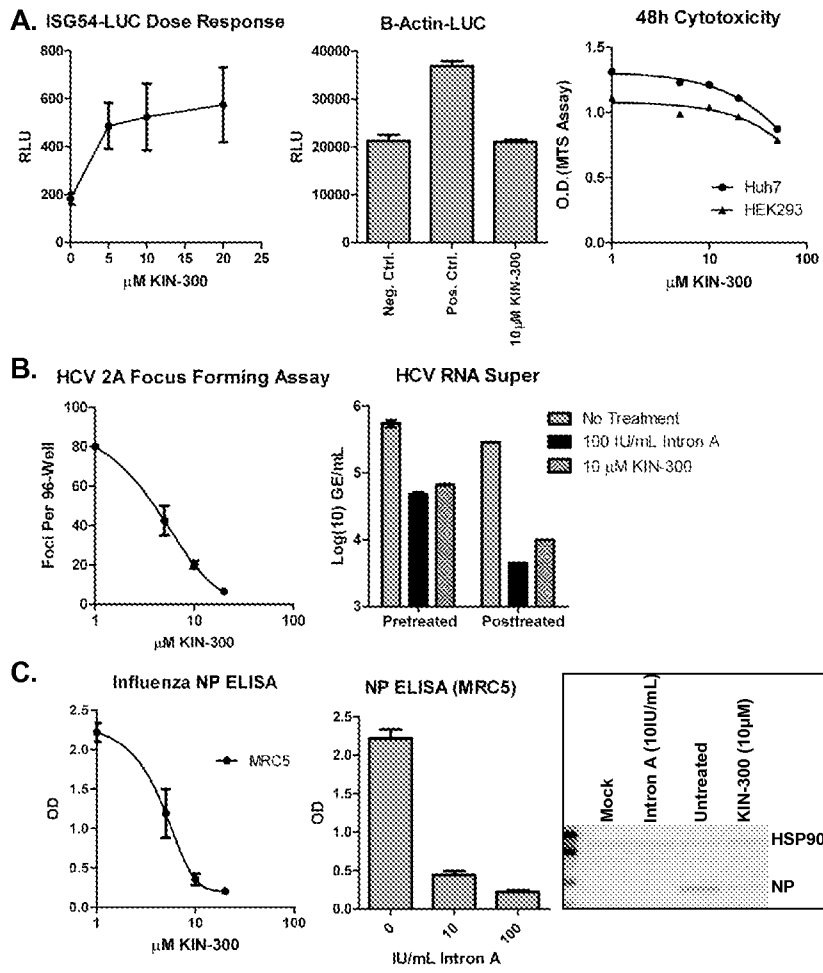 A.
ISG54-LUC Dose Response
800
600
400
200
0
RLU
0 5 10 15 20 25
µM KIN-300
B-Actin-LUC
40000
30000
20000
10000
0
RLU
Neg. Ctrl.
Pos. Ctrl.
10 µM KIN-300
48h Cytotoxicity
1.5
1.0
0.5
0.0
O.D.(MTS Assay)
Huh7
HEK293
1 10 100
µM KIN-300
B.
HCV 2A Focus Forming Assay
100
80
60
40
20
0
Foci Per 96-Well
1 10 100
µM KIN-300
HCV RNA Super
6
5
4
3
Log(10) GE/mL
Pretreated Posttreated
No Treatment
100 IU/mL Intron A
10 µM KIN-300
C.
Influenza NP ELISA
2.5
2.0
1.5
1.0
0.5
0.0
OD
MRC5
1 10 100
µM KIN-300
NP ELISA (MRC5)
2.5
2.0
1.5
1.0
0.5
0.0
OD
0 10 100
IU/mL Intron A
Mock
Intron A (10IU/mL)
Untreated
KIN-300 (10µM)
HSP90
NP